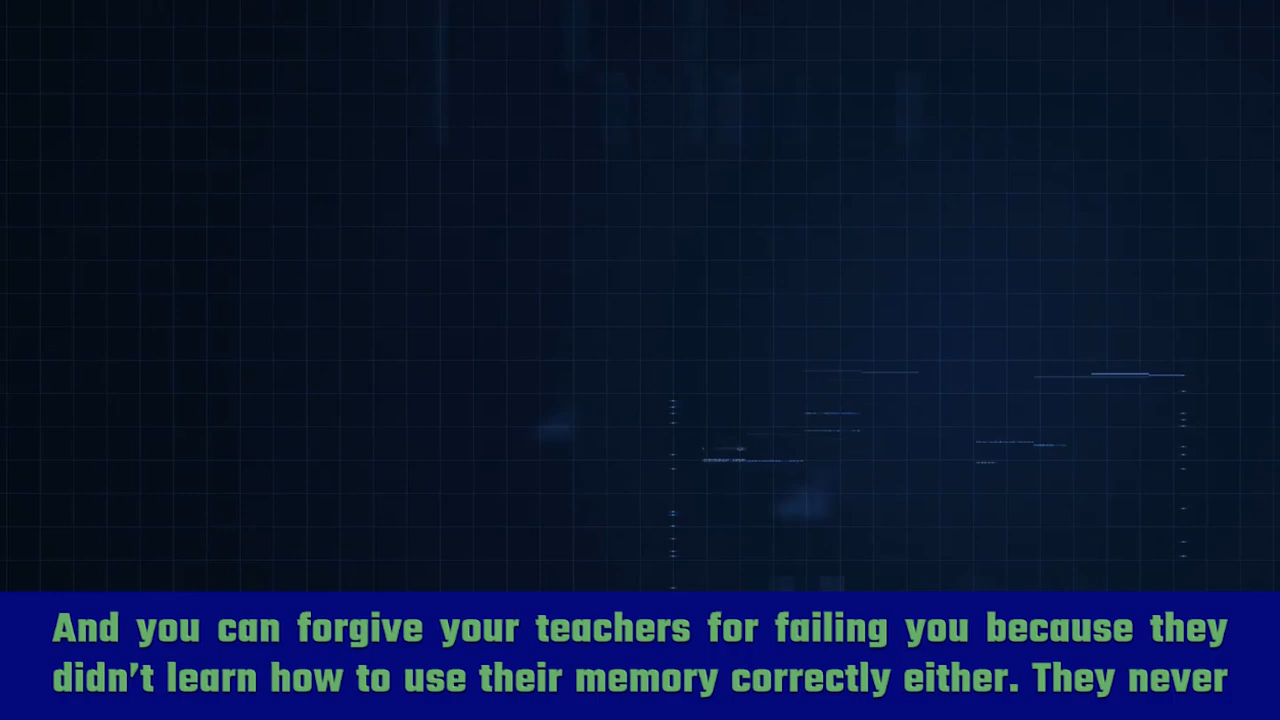 And you can forgive your teachers for failing you because they
didn't learn how to use their memory correctly either. They never